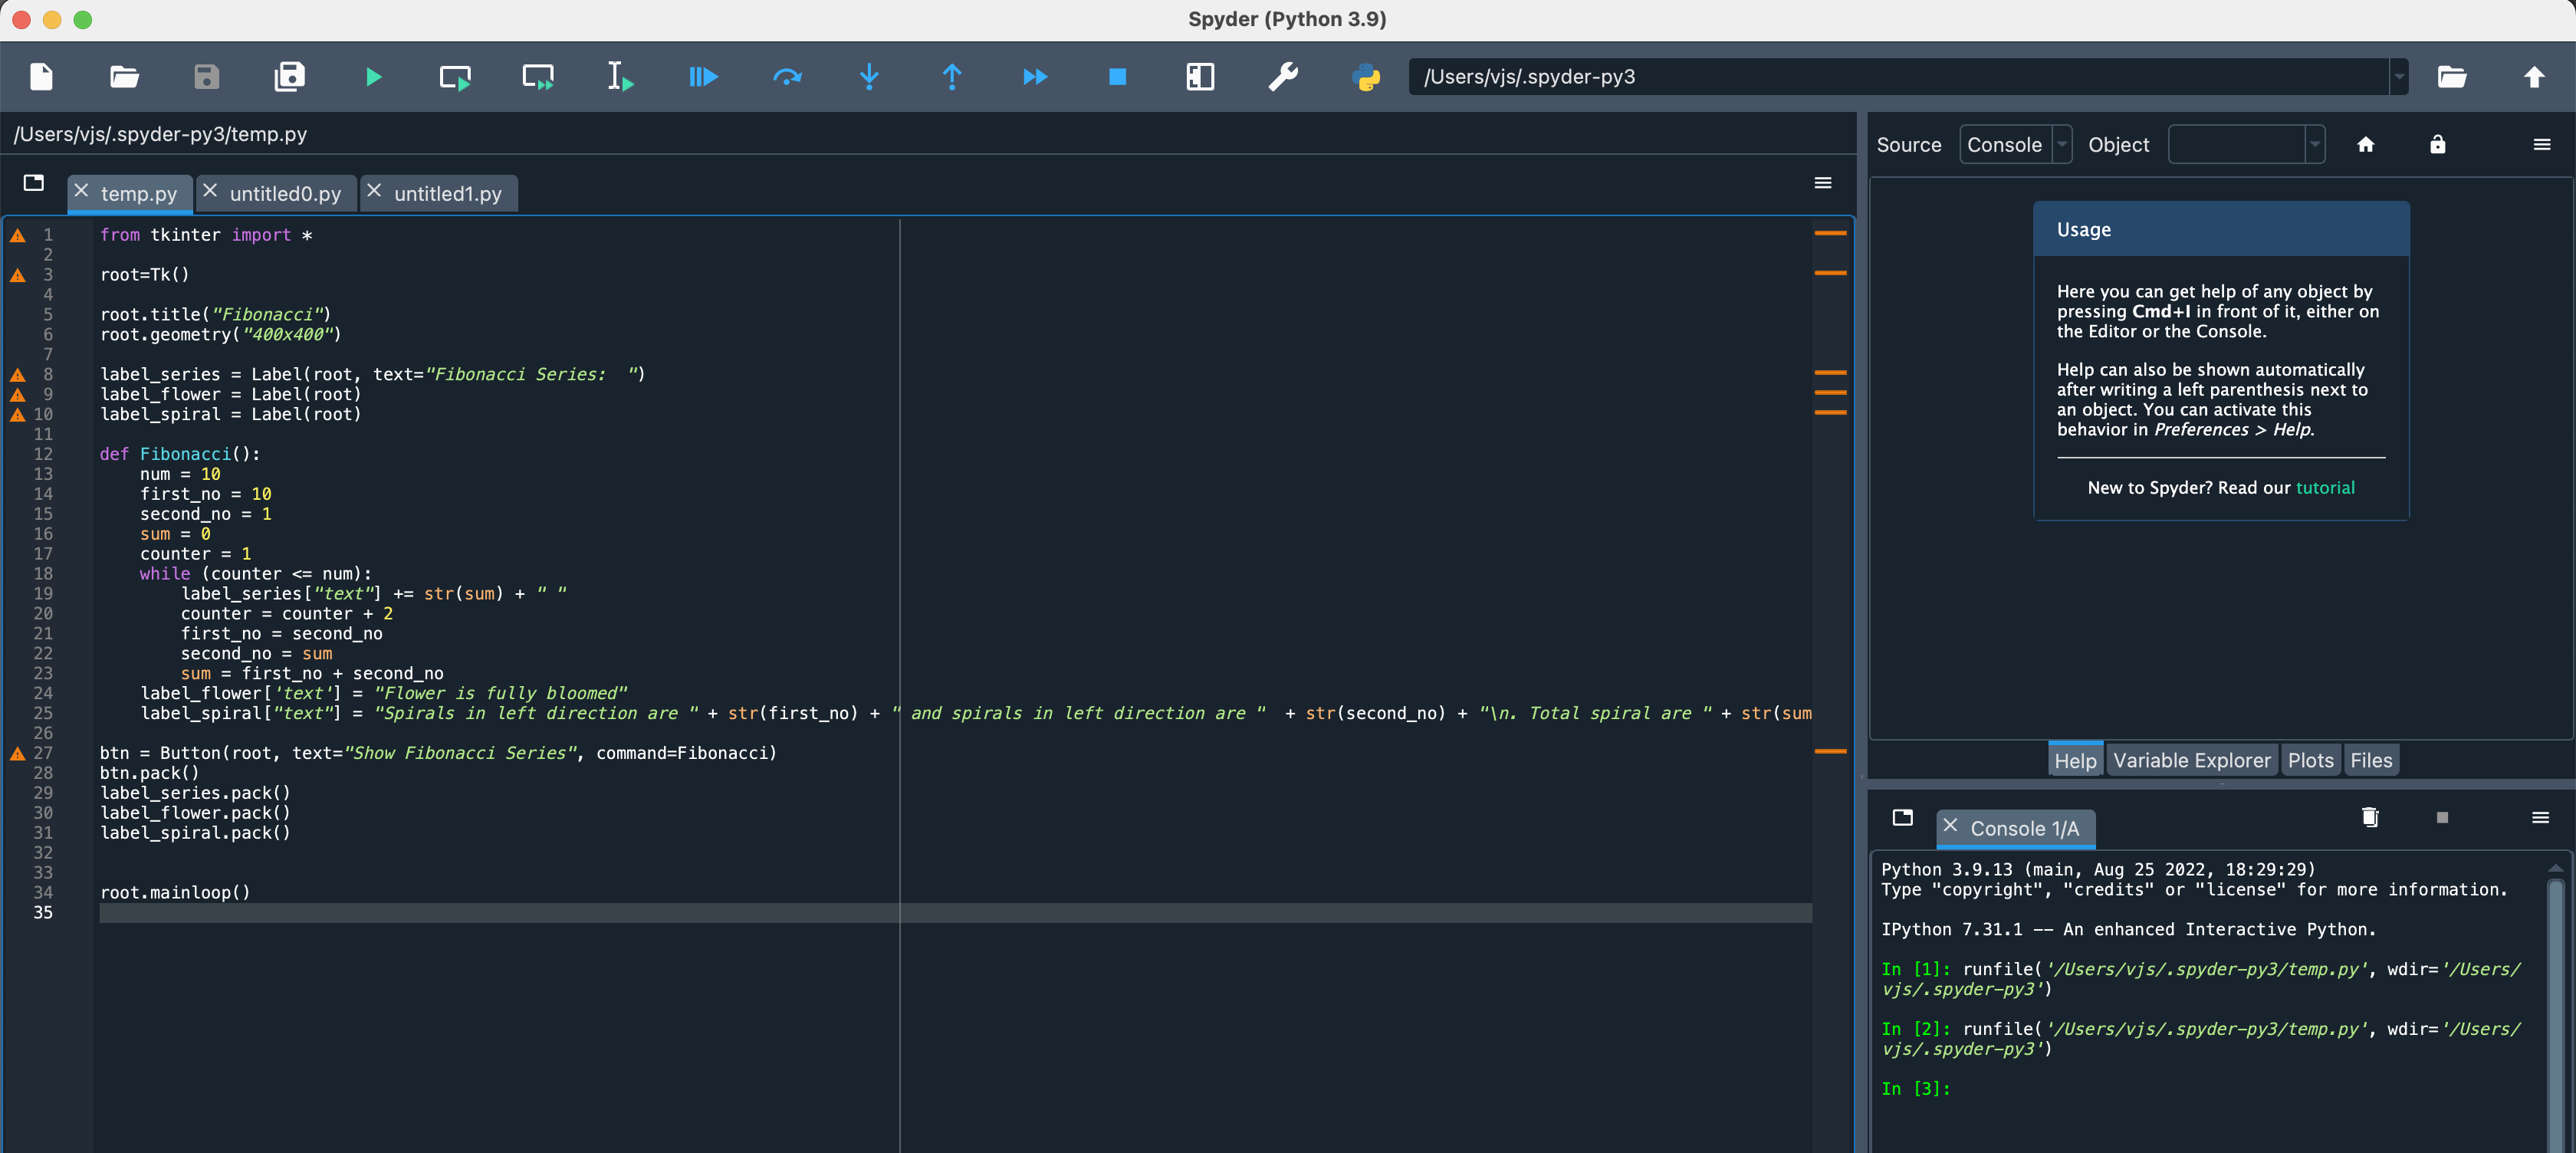 Spyder (Python 3.9)
/Users/vjs/.spyder-py3
/Users/vjs/.spyder-py3/temp.py
temp.py
untitled0.py
untitled1.py
1 from tkinter import *
2
3 root=Tk()
4
5 root.title("Fibonacci")
6 root.geometry("400x400")
7
8 label_series = Label(root, text="Fibonacci Series:  ")
9 label_flower = Label(root)
10 label_spiral = Label(root)
11
12 def Fibonacci():
13     num = 10
14     first_no = 10
15     second_no = 1
16     sum = 0
17     counter = 1
18     while (counter <= num):
19         label_series["text"] += str(sum) + " "
20         counter = counter + 2
21         first_no = second_no
22         second_no = sum
23         sum = first_no + second_no
24     label_flower['text'] = "Flower is fully bloomed"
25     label_spiral["text"] = "Spirals in left direction are " + str(first_no) + " and spirals in left direction are "  + str(second_no) + "\n. Total spiral are " + str(sum
26
27 btn = Button(root, text="Show Fibonacci Series", command=Fibonacci)
28 btn.pack()
29 label_series.pack()
30 label_flower.pack()
31 label_spiral.pack()
32
33
34 root.mainloop()
35
Source Console Object
Usage
Here you can get help of any object by
pressing Cmd+I in front of it, either on
the Editor or the Console.
Help can also be shown automatically
after writing a left parenthesis next to
an object. You can activate this
behavior in Preferences > Help.
New to Spyder? Read our tutorial
Help Variable Explorer Plots Files
Console 1/A
Python 3.9.13 (main, Aug 25 2022, 18:29:29)
Type "copyright", "credits" or "license" for more information.
IPython 7.31.1 -- An enhanced Interactive Python.
In [1]: runfile('/Users/vjs/.spyder-py3/temp.py', wdir='/Users/
vjs/.spyder-py3')
In [2]: runfile('/Users/vjs/.spyder-py3/temp.py', wdir='/Users/
vjs/.spyder-py3')
In [3]: